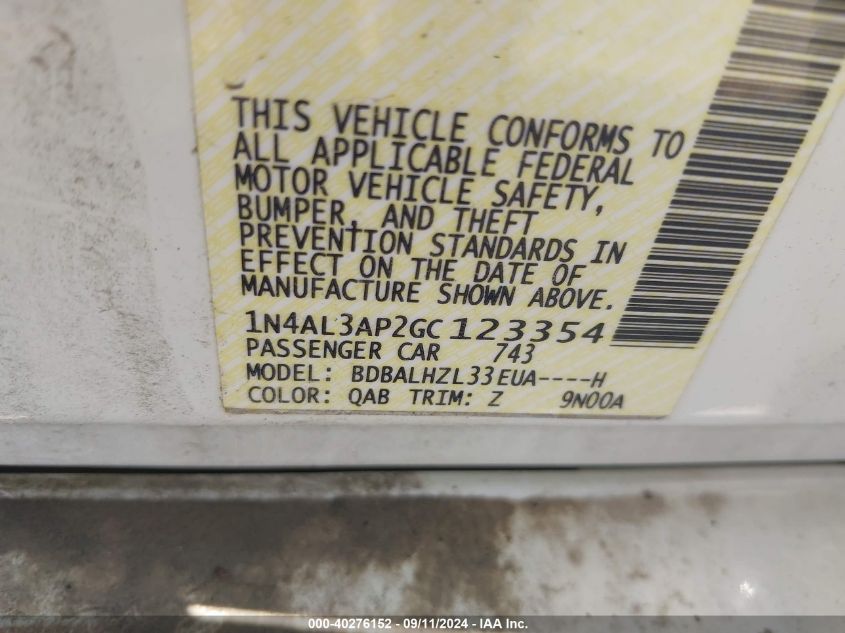 THIS VEHICLE CONFORMS TO
ALL APPLICABLE FEDERAL
MOTOR VEHICLE SAFETY,
BUMPER, AND THEFT
PREVENTION STANDARDS IN
EFFECT ON THE DATE OF
MANUFACTURE SHOWN ABOVE.
1N4AL3AP2GC123354
PASSENGER CAR 743
MODEL: BDBALHZL33EUA----H
COLOR: QAB TRIM: Z 9N00A
000-40276152 - 09/11/2024 - IAA Inc.